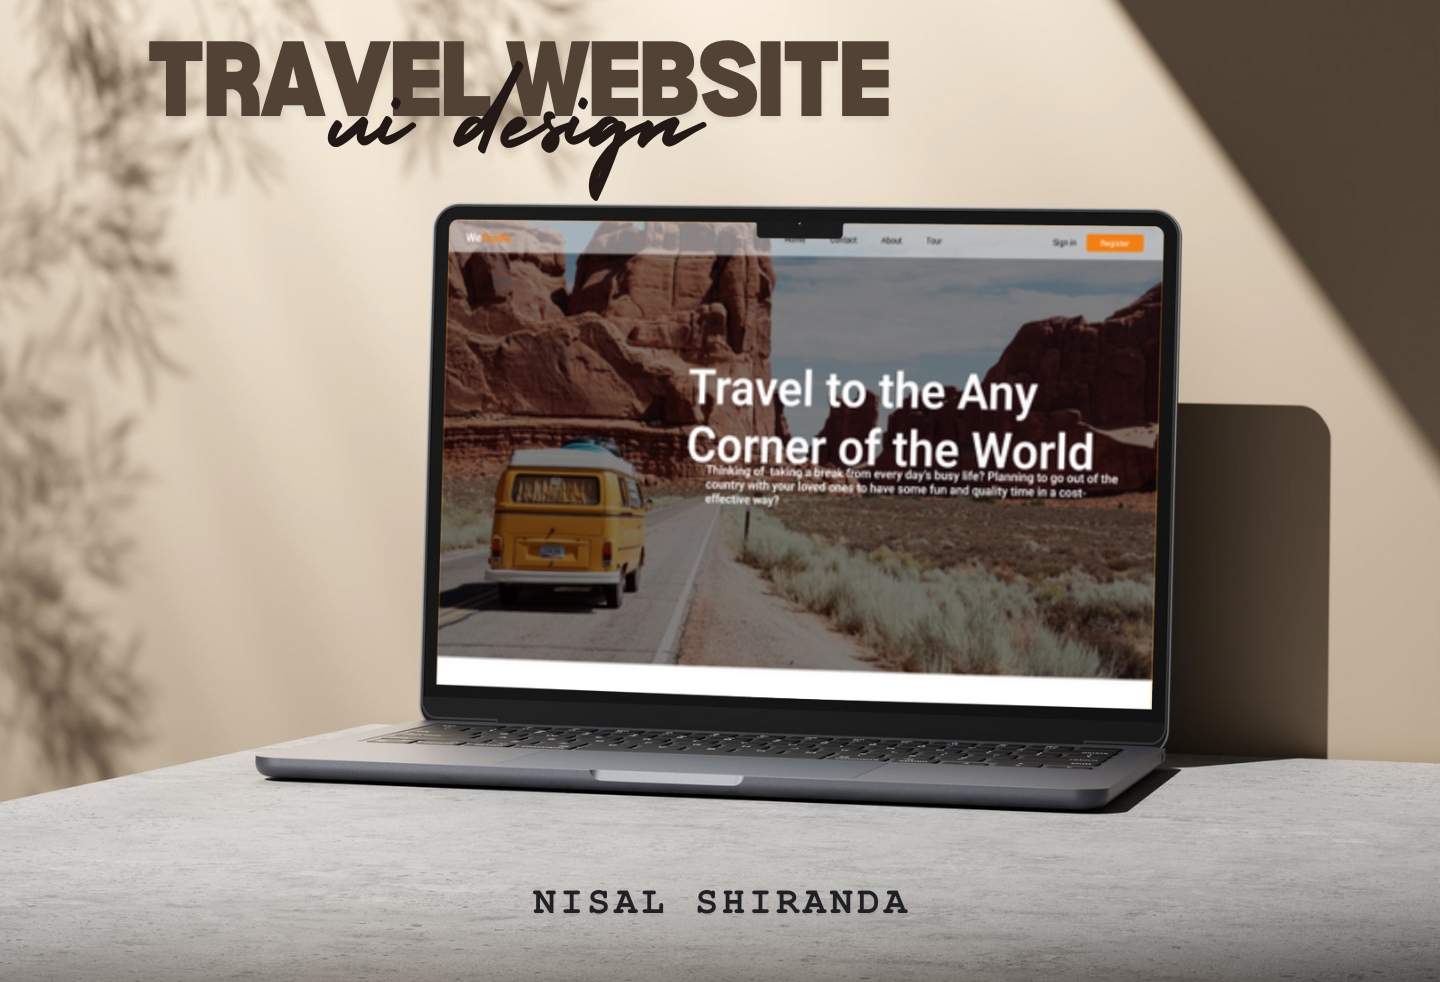 TRAVEL WEBSITE
ui design
We
Home Contact About Tour Sign in Register
Travel to the Any
Corner of the World
Thinking of taking a break from every day's busy life? Planning to go out of the
country with your loved ones to have some fun and quality time in a cost-
effective way?
NISAL SHIRANDA